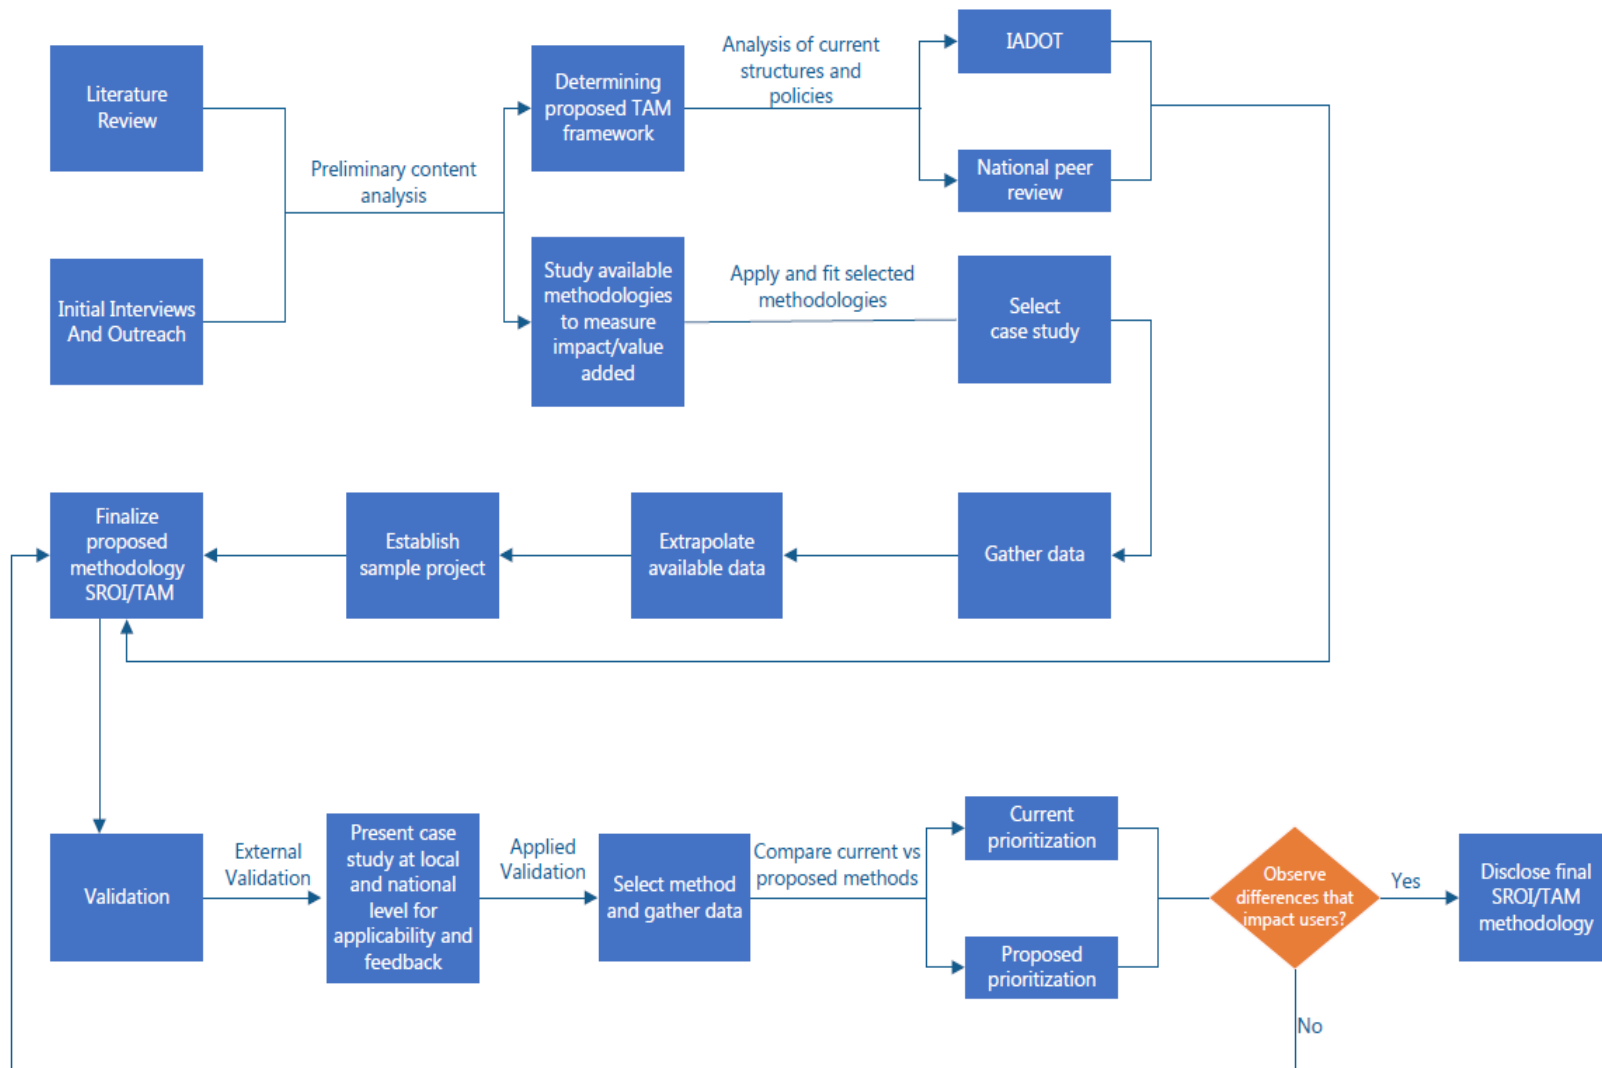 Literature
Review
Initial Interviews
And Outreach
Preliminary content
analysis
Determining
proposed TAM
framework
Analysis of current
structures and
policies
IADOT
National peer
review
Study available
methodologies
to measure
impact/value
added
Apply and fit selected
methodologies
Select
case study
Finalize
proposed
methodology
SROI/TAM
Establish
sample project
Extrapolate
available data
Gather data
Validation
External
Validation
Present case
study at local
and national
level for
applicability and
feedback
Applied
Validation
Select method
and gather data
Compare current vs
proposed methods
Current
prioritization
Proposed
prioritization
Observe
differences that
impact users?
Yes
Disclose final
SROI/TAM
methodology
No